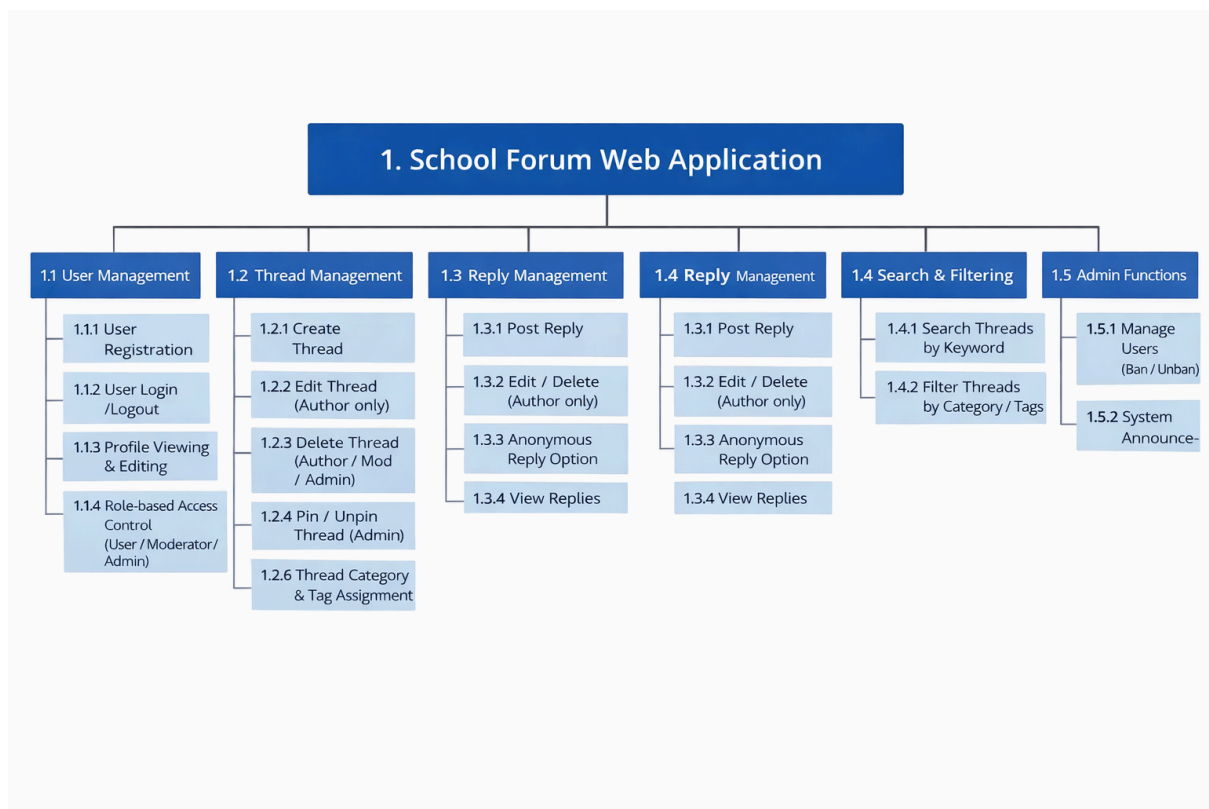 1. School Forum Web Application
1.1 User Management
1.1.1 User
Registration
1.1.2 User Login
/Logout
1.1.3 Profile Viewing
& Editing
1.1.4 Role-based Access
Control
(User / Moderator /
Admin)
1.2 Thread Management
1.2.1 Create
Thread
1.2.2 Edit Thread
(Author only)
1.2.3 Delete Thread
(Author / Mod
/ Admin)
1.2.4 Pin / Unpin
Thread (Admin)
1.2.6 Thread Category
& Tag Assignment
1.3 Reply Management
1.3.1 Post Reply
1.3.2 Edit / Delete
(Author only)
1.3.3 Anonymous
Reply Option
1.3.4 View Replies
1.4 Reply Management
1.3.1 Post Reply
1.3.2 Edit / Delete
(Author only)
1.3.3 Anonymous
Reply Option
1.3.4 View Replies
1.4 Search & Filtering
1.4.1 Search Threads
by Keyword
1.4.2 Filter Threads
by Category / Tags
1.5 Admin Functions
1.5.1 Manage
Users
(Ban / Unban)
1.5.2 System
Announce-